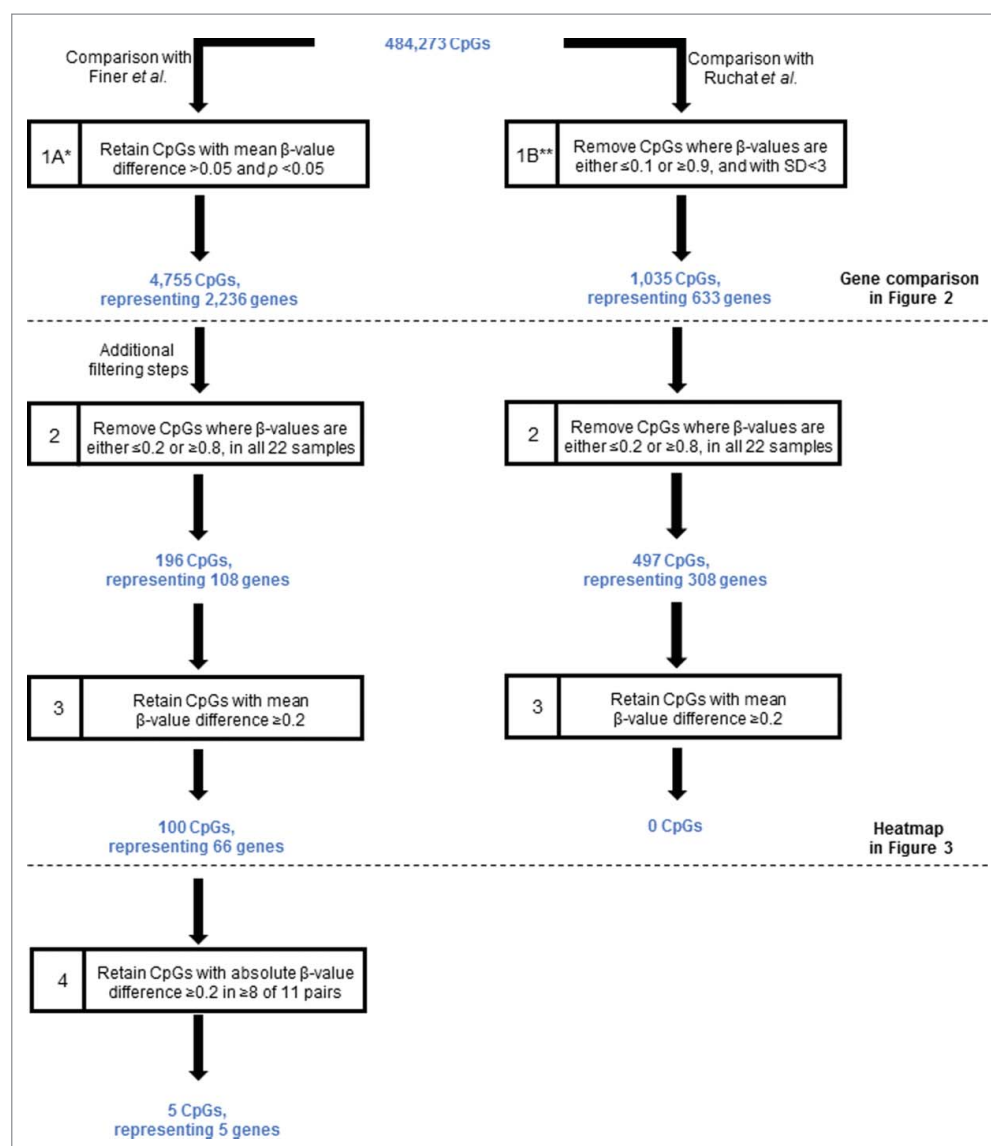 484,273 CpGs
Comparison with
Finer et al.
Comparison with
Ruchat et al.
1A*
Retain CpGs with mean β-value
difference >0.05 and p <0.05
1B**
Remove CpGs where β-values are
either ≤0.1 or ≥0.9, and with SD<3
4,755 CpGs,
representing 2,236 genes
1,035 CpGs,
representing 633 genes
Gene comparison
in Figure 2
Additional
filtering steps
2
Remove CpGs where β-values are
either ≤0.2 or ≥0.8, in all 22 samples
2
Remove CpGs where β-values are
either ≤0.2 or ≥0.8, in all 22 samples
196 CpGs,
representing 108 genes
497 CpGs,
representing 308 genes
3
Retain CpGs with mean
β-value difference ≥0.2
3
Retain CpGs with mean
β-value difference ≥0.2
100 CpGs,
representing 66 genes
0 CpGs
Heatmap
in Figure 3
4
Retain CpGs with absolute β-value
difference ≥0.2 in ≥8 of 11 pairs
5 CpGs,
representing 5 genes